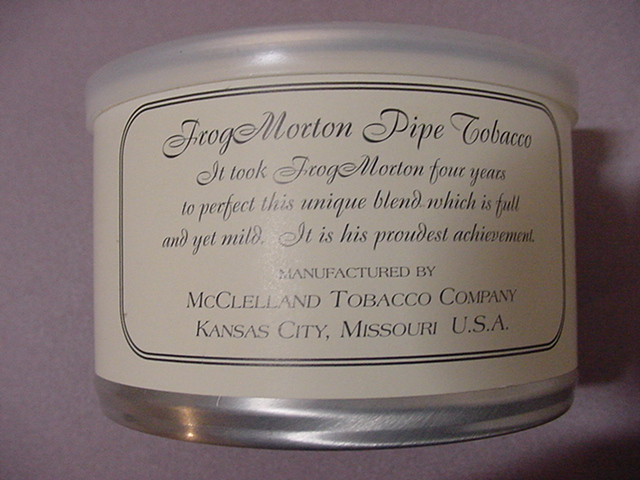 FrogMorton Pipe Tobacco
It took FrogMorton four years
to perfect this unique blend which is full
and yet mild. It is his proudest achievement.
MANUFACTURED BY
MCCLELLAND TOBACCO COMPANY
KANSAS CITY, MISSOURI U.S.A.